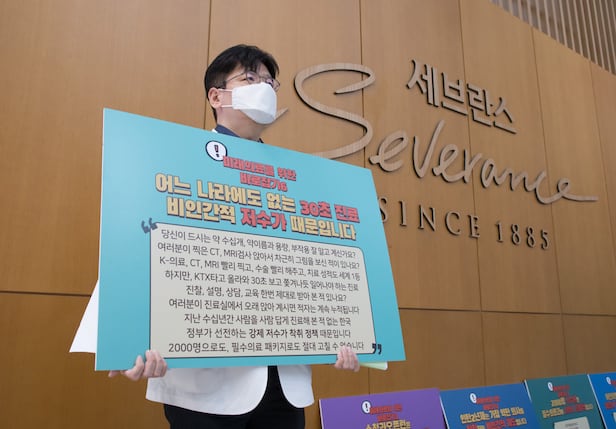 세브란스
Severance
SINCE 1885
!
미래의료를 위한
바로잡기6
어느 나라에도 없는 30초 진료
비인간적 저수가 때문입니다
“
당신이 드시는 약 수십개, 약이름과 용량, 부작용 잘 알고 계신가요?
여러분이 찍은 CT, MRI검사 앉아서 차근히 그림을 보신 적이 있나요?
K-의료, CT, MRI 빨리 찍고, 수술 빨리 해주고, 치료 성적도 세계 1등
하지만, KTX타고 올라와 30초 보고 쫓겨나듯 일어나야 하는 진료
진찰, 설명, 상담, 교육 한번 제대로 받아 본 적 있나요?
여러분이 진료실에서 오래 앉아 계시면 적자는 계속 누적됩니다
지난 수십년간 사람을 사람 답게 진료해 본 적 없는 한국
정부가 선전하는 강제 저수가 착취 정책 때문입니다
2000명으로도, 필수의료 패키지로도 절대 고칠 수 없습니다
”